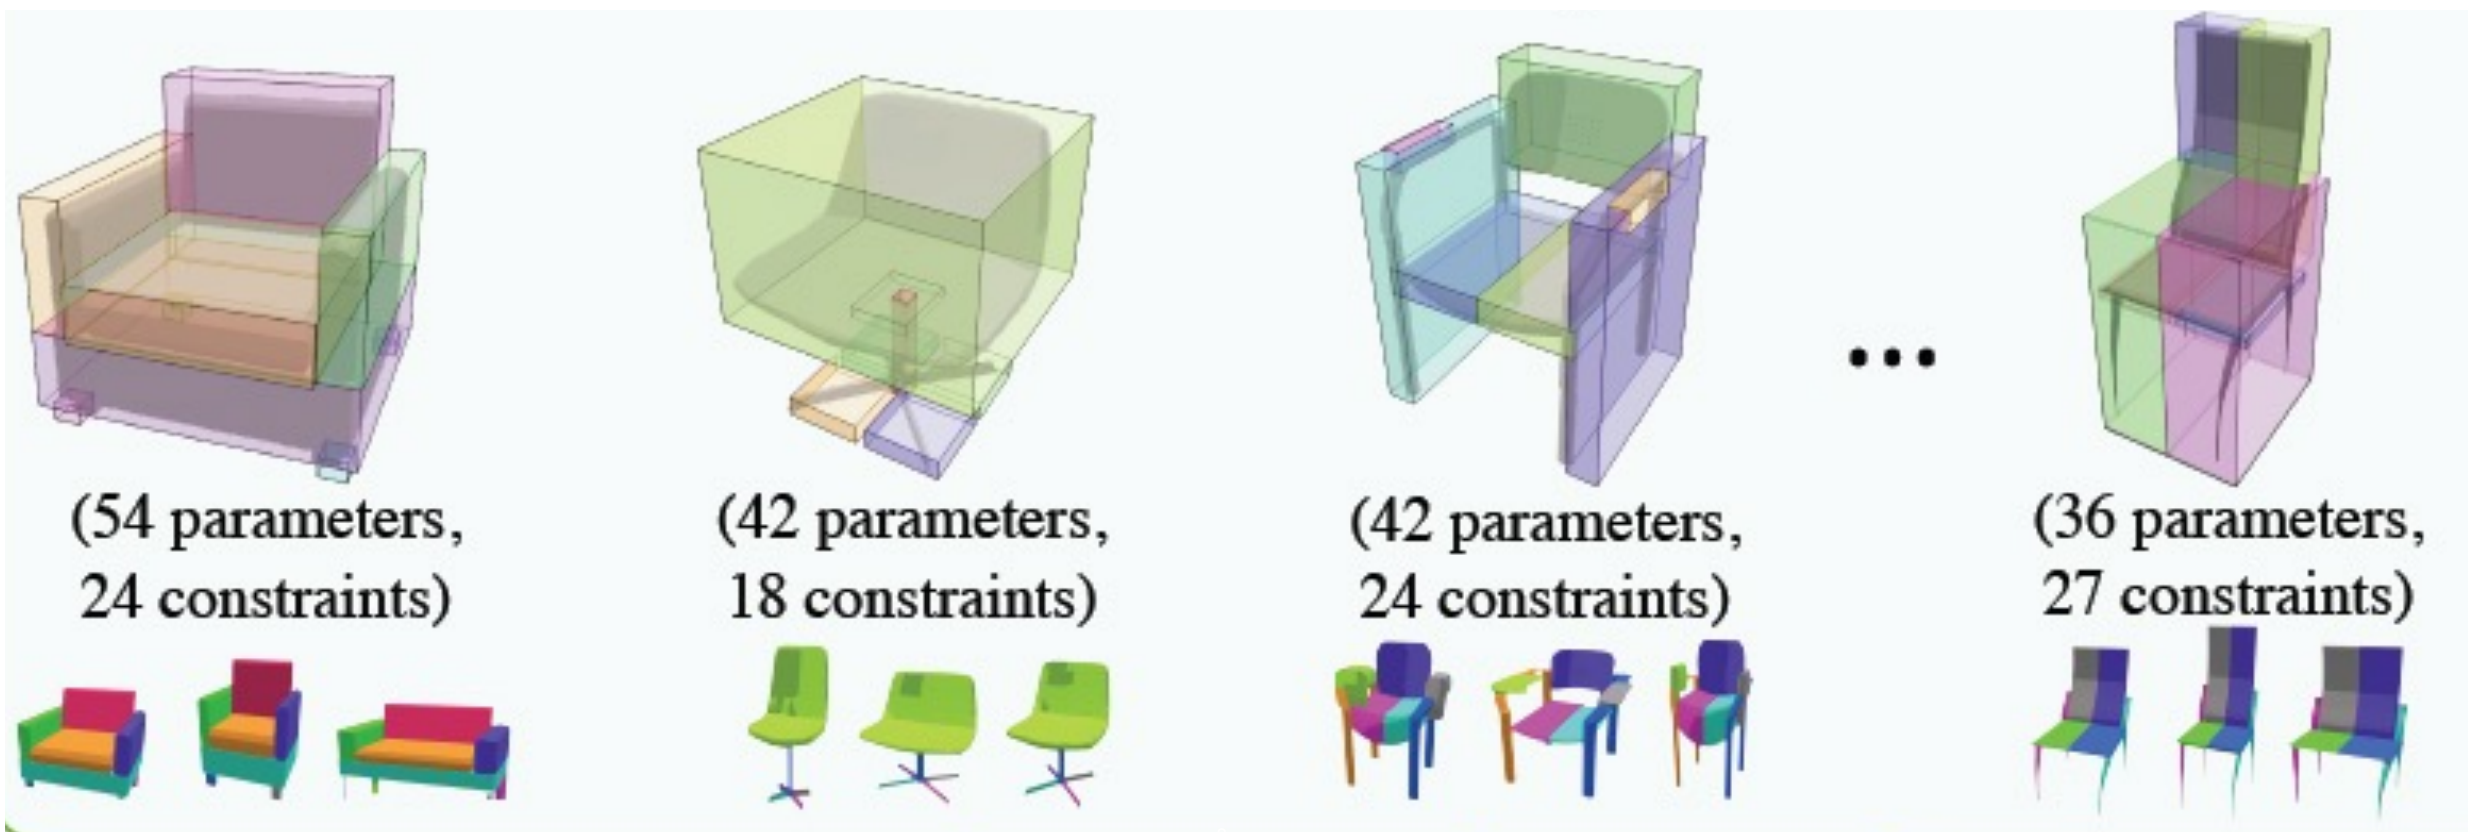 (54 parameters,
24 constraints)
(42 parameters,
18 constraints)
(42 parameters,
24 constraints)
...
(36 parameters,
27 constraints)